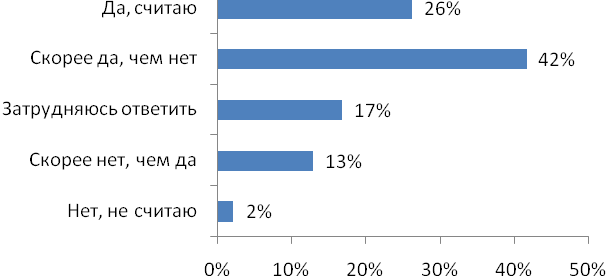 Да, считаю 26%
Скорее да, чем нет 42%
Затрудняюсь ответить 17%
Скорее нет, чем да 13%
Нет, не считаю 2%
0% 10% 20% 30% 40% 50%